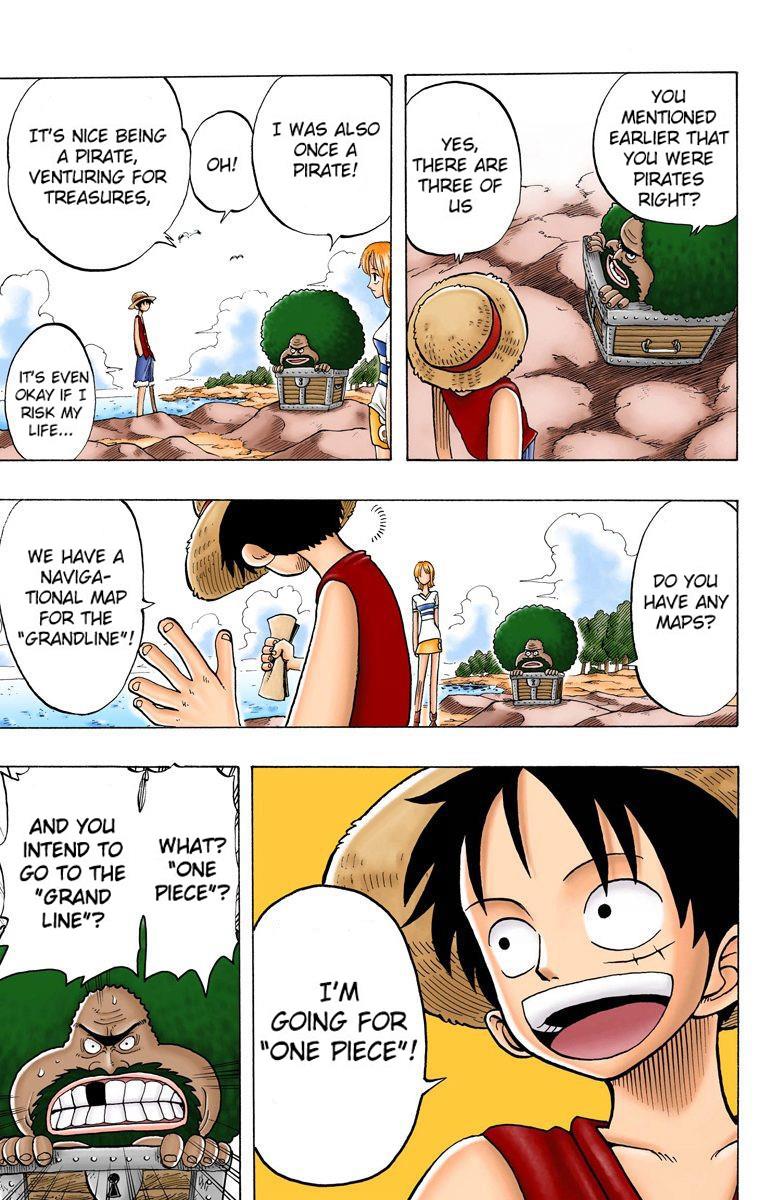 YOU
MENTIONED
EARLIER THAT
YOU WERE
PIRATES
RIGHT?
YES,
THERE ARE
THREE OF
US
I WAS ALSO
ONCE A
PIRATE!
OH!
IT'S NICE BEING
A PIRATE,
VENTURING FOR
TREASURES,
IT'S EVEN
OKAY IF I
RISK MY
LIFE...
DO YOU
HAVE ANY
MAPS?
WE HAVE A
NAVIGA-
TIONAL MAP
FOR THE
"GRANDLINE"!
I'M
GOING FOR
"ONE PIECE"!
WHAT?
"ONE
PIECE"?
AND YOU
INTEND TO
GO TO THE
"GRAND
LINE"?